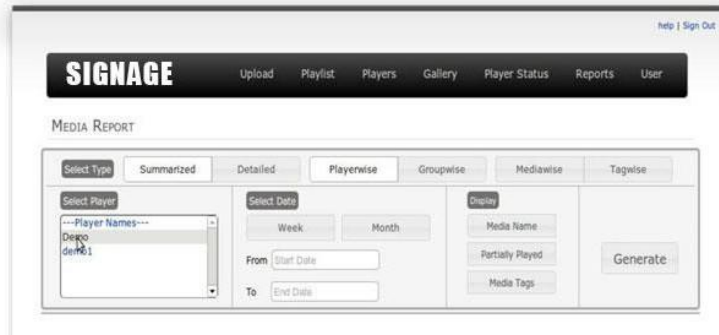 help | Sign Out
SIGNAGE Upload Playlist Players Gallery Player Status Reports User
MEDIA REPORT
Select Type Summarized Detailed Playerwise Groupwise Mediawise Tagwise
Select Player Select Date Display
---Player Names--- Week Month Media Name
Demo
demo1 From Start Date Partially Played Generate
To End Date Media Tags